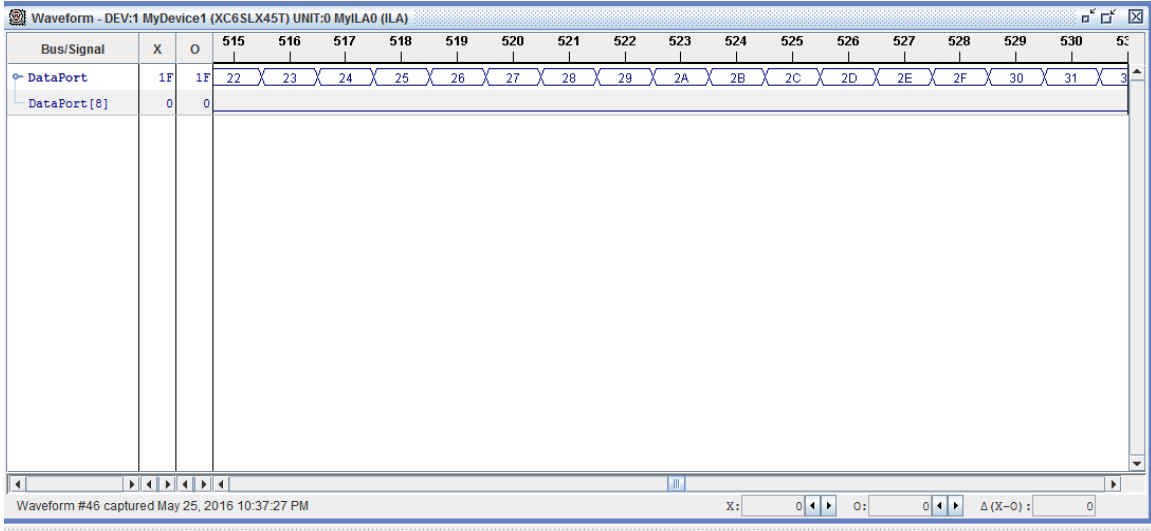 Waveform - DEV:1 MyDevice1 (XC6SLX45T) UNIT:0 MyILA0 (ILA)
Bus/Signal X O 515 516 517 518 519 520 521 522 523 524 525 526 527 528 529 530 53
DataPort 1F 1F 22 23 24 25 26 27 28 29 2A 2B 2C 2D 2E 2F 30 31 3
DataPort[8] 0 0
Waveform #46 captured May 25, 2016 10:37:27 PM X: 0 O: 0 Δ(X-O): 0